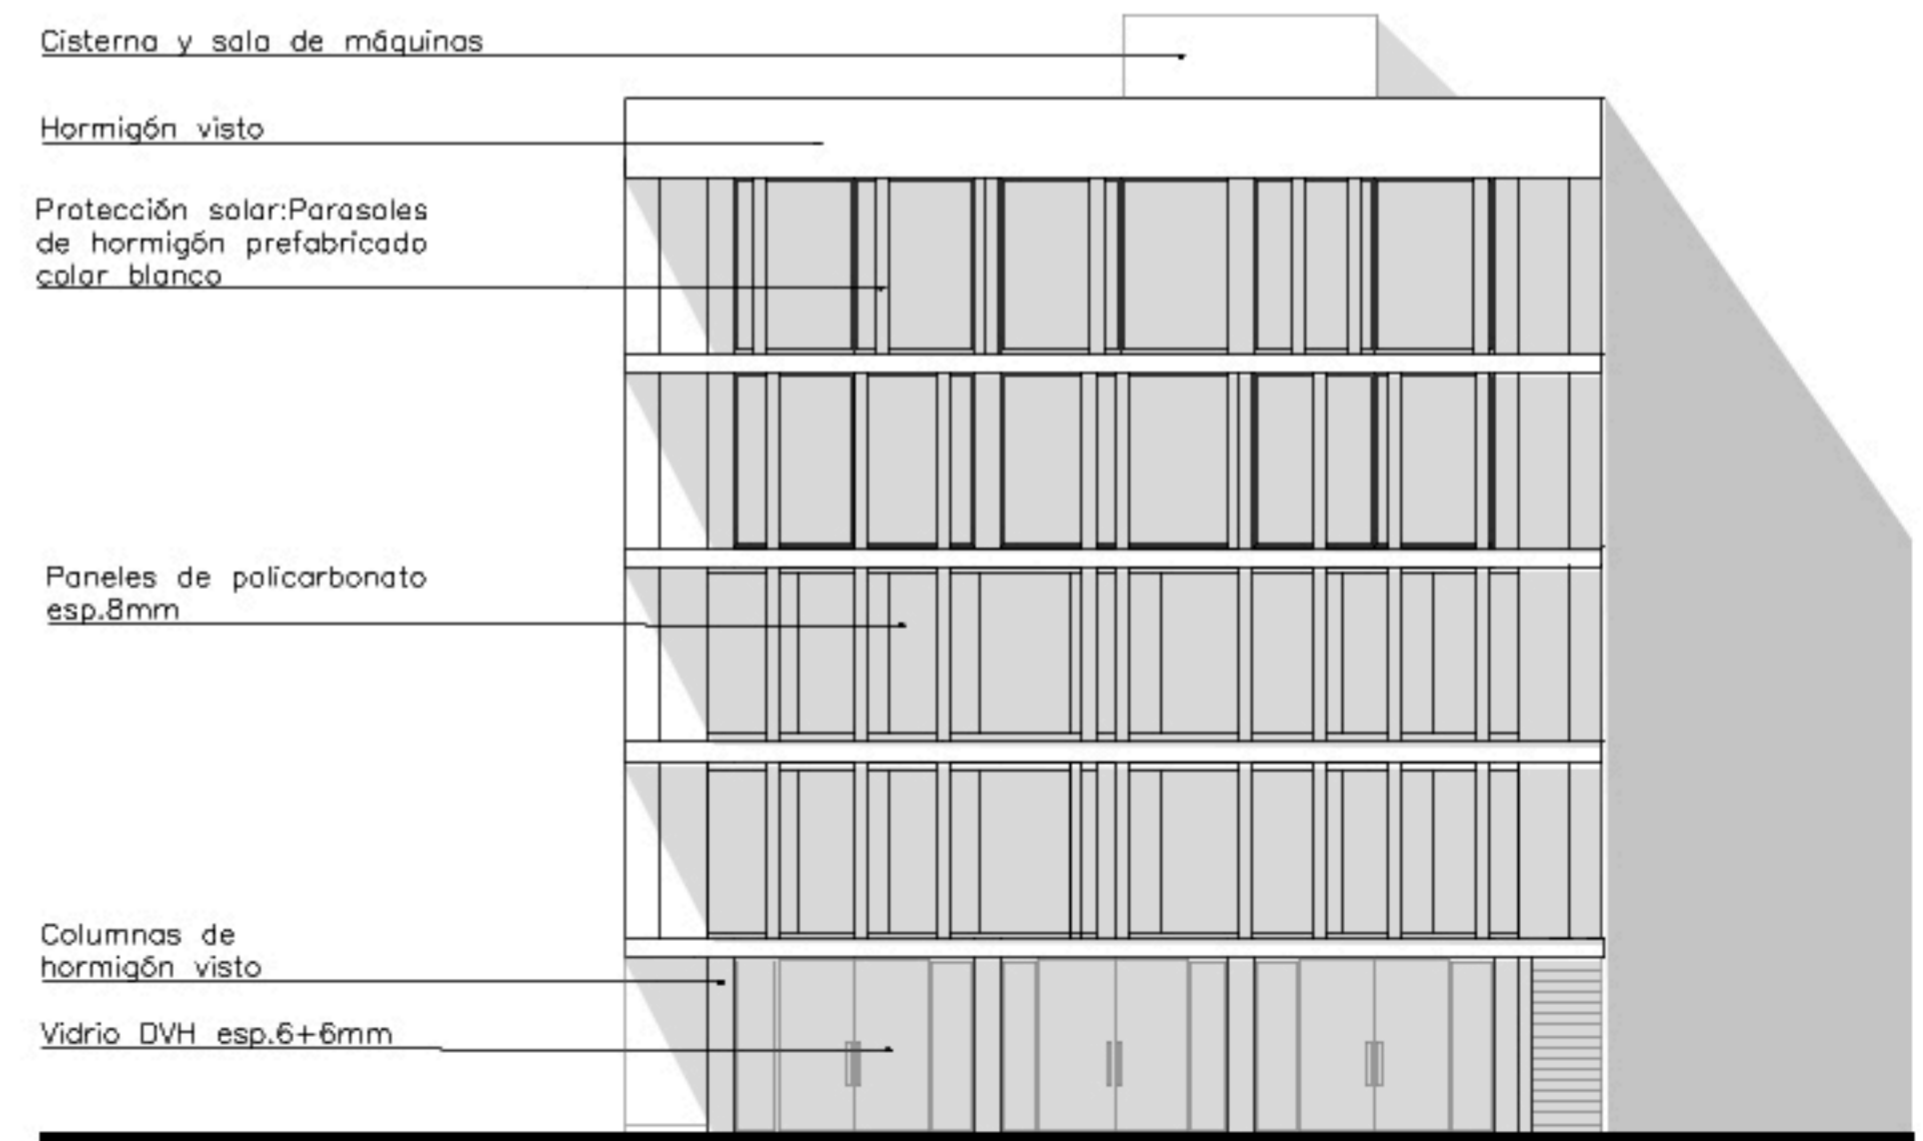 Cisterna y sala de máquinas
Hormigón visto
Protección solar:Parasoles
de hormigón prefabricado
color blanco
Paneles de policarbonato
esp.8mm
Columnas de
hormigón visto
Vidrio DVH esp.6+6mm